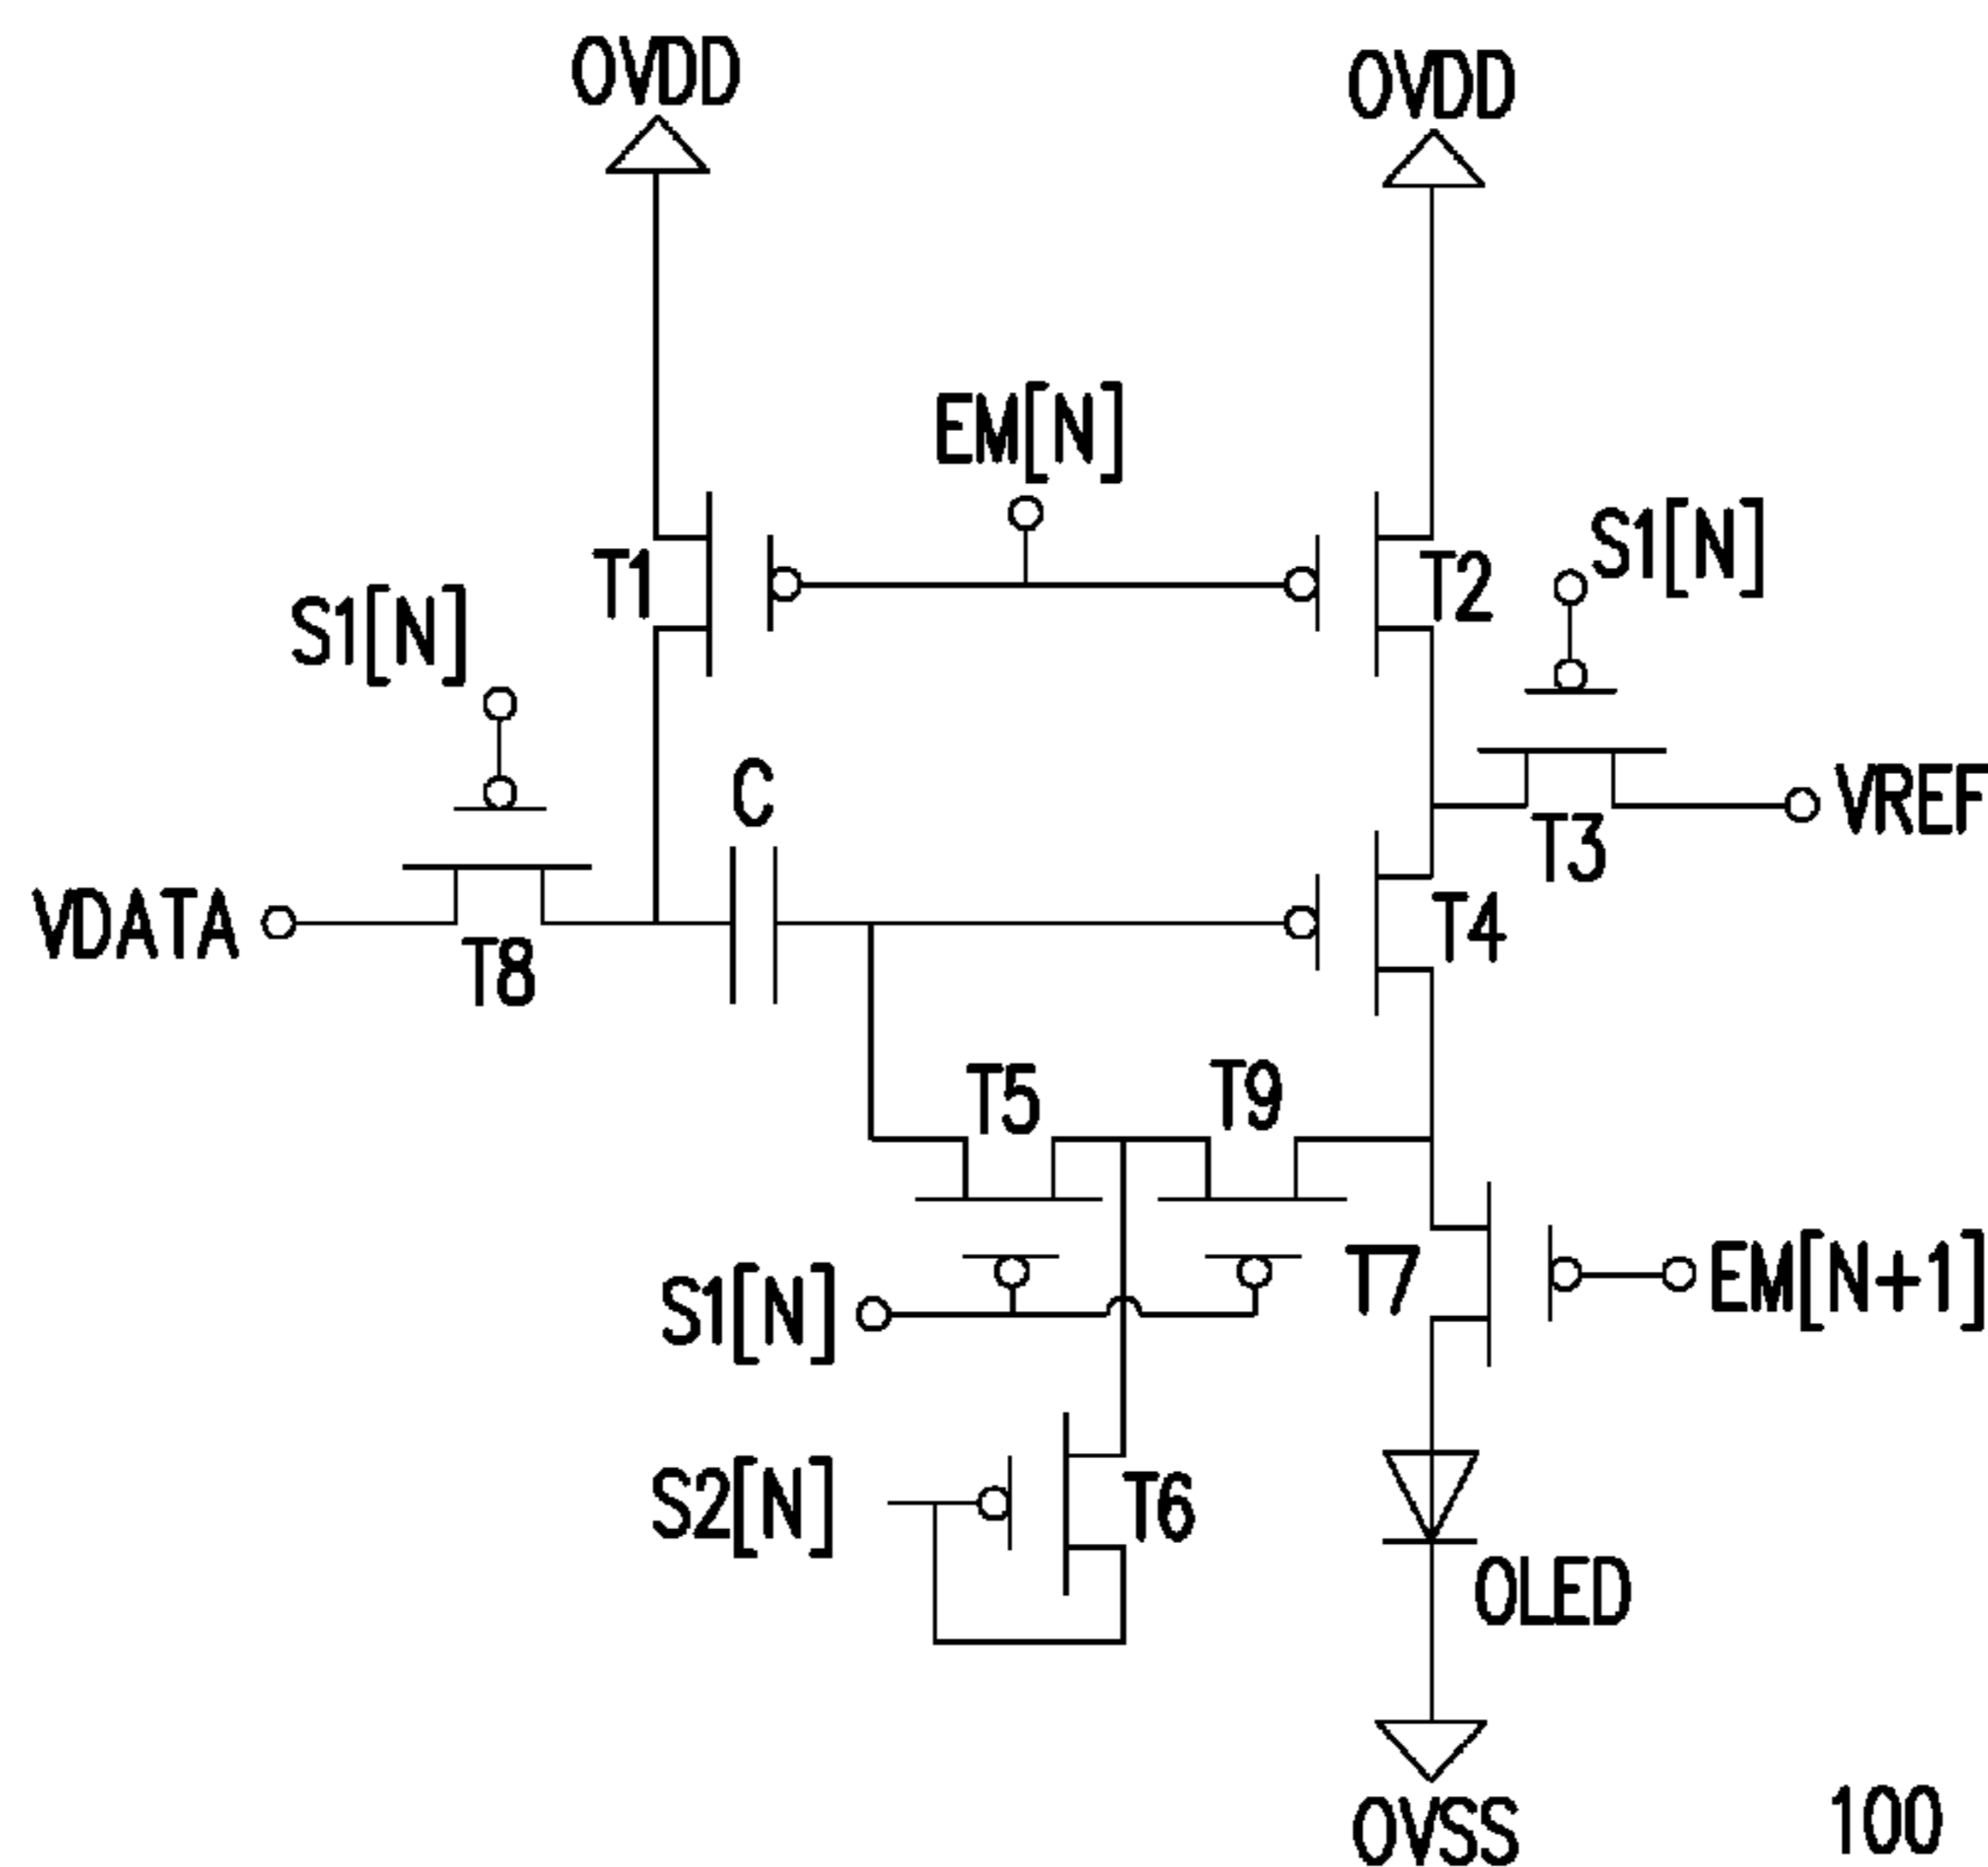 OVDD
OVDD
EM[N]
S1[N]
T1
T2
S1[N]
C
VREF
T3
VDATA
T8
T4
T5
T9
S1[N]
T7
EM[N+1]
S2[N]
T6
OLED
OVSS
100